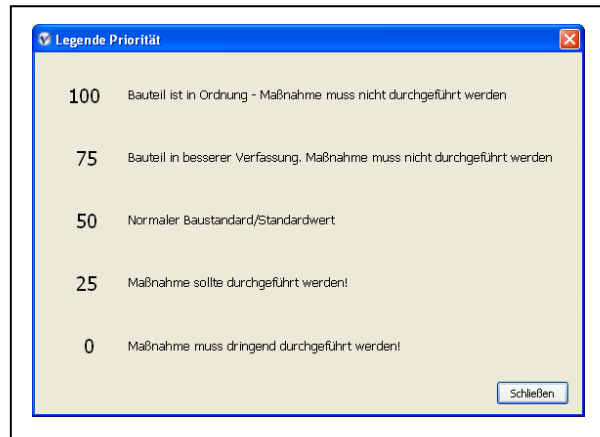 Legende Priorität
100 Bauteil ist in Ordnung - Maßnahme muss nicht durchgeführt werden
75 Bauteil in besserer Verfassung. Maßnahme muss nicht durchgeführt werden
50 Normaler Baustandard/Standardwert
25 Maßnahme sollte durchgeführt werden!
0 Maßnahme muss dringend durchgeführt werden!
Schließen